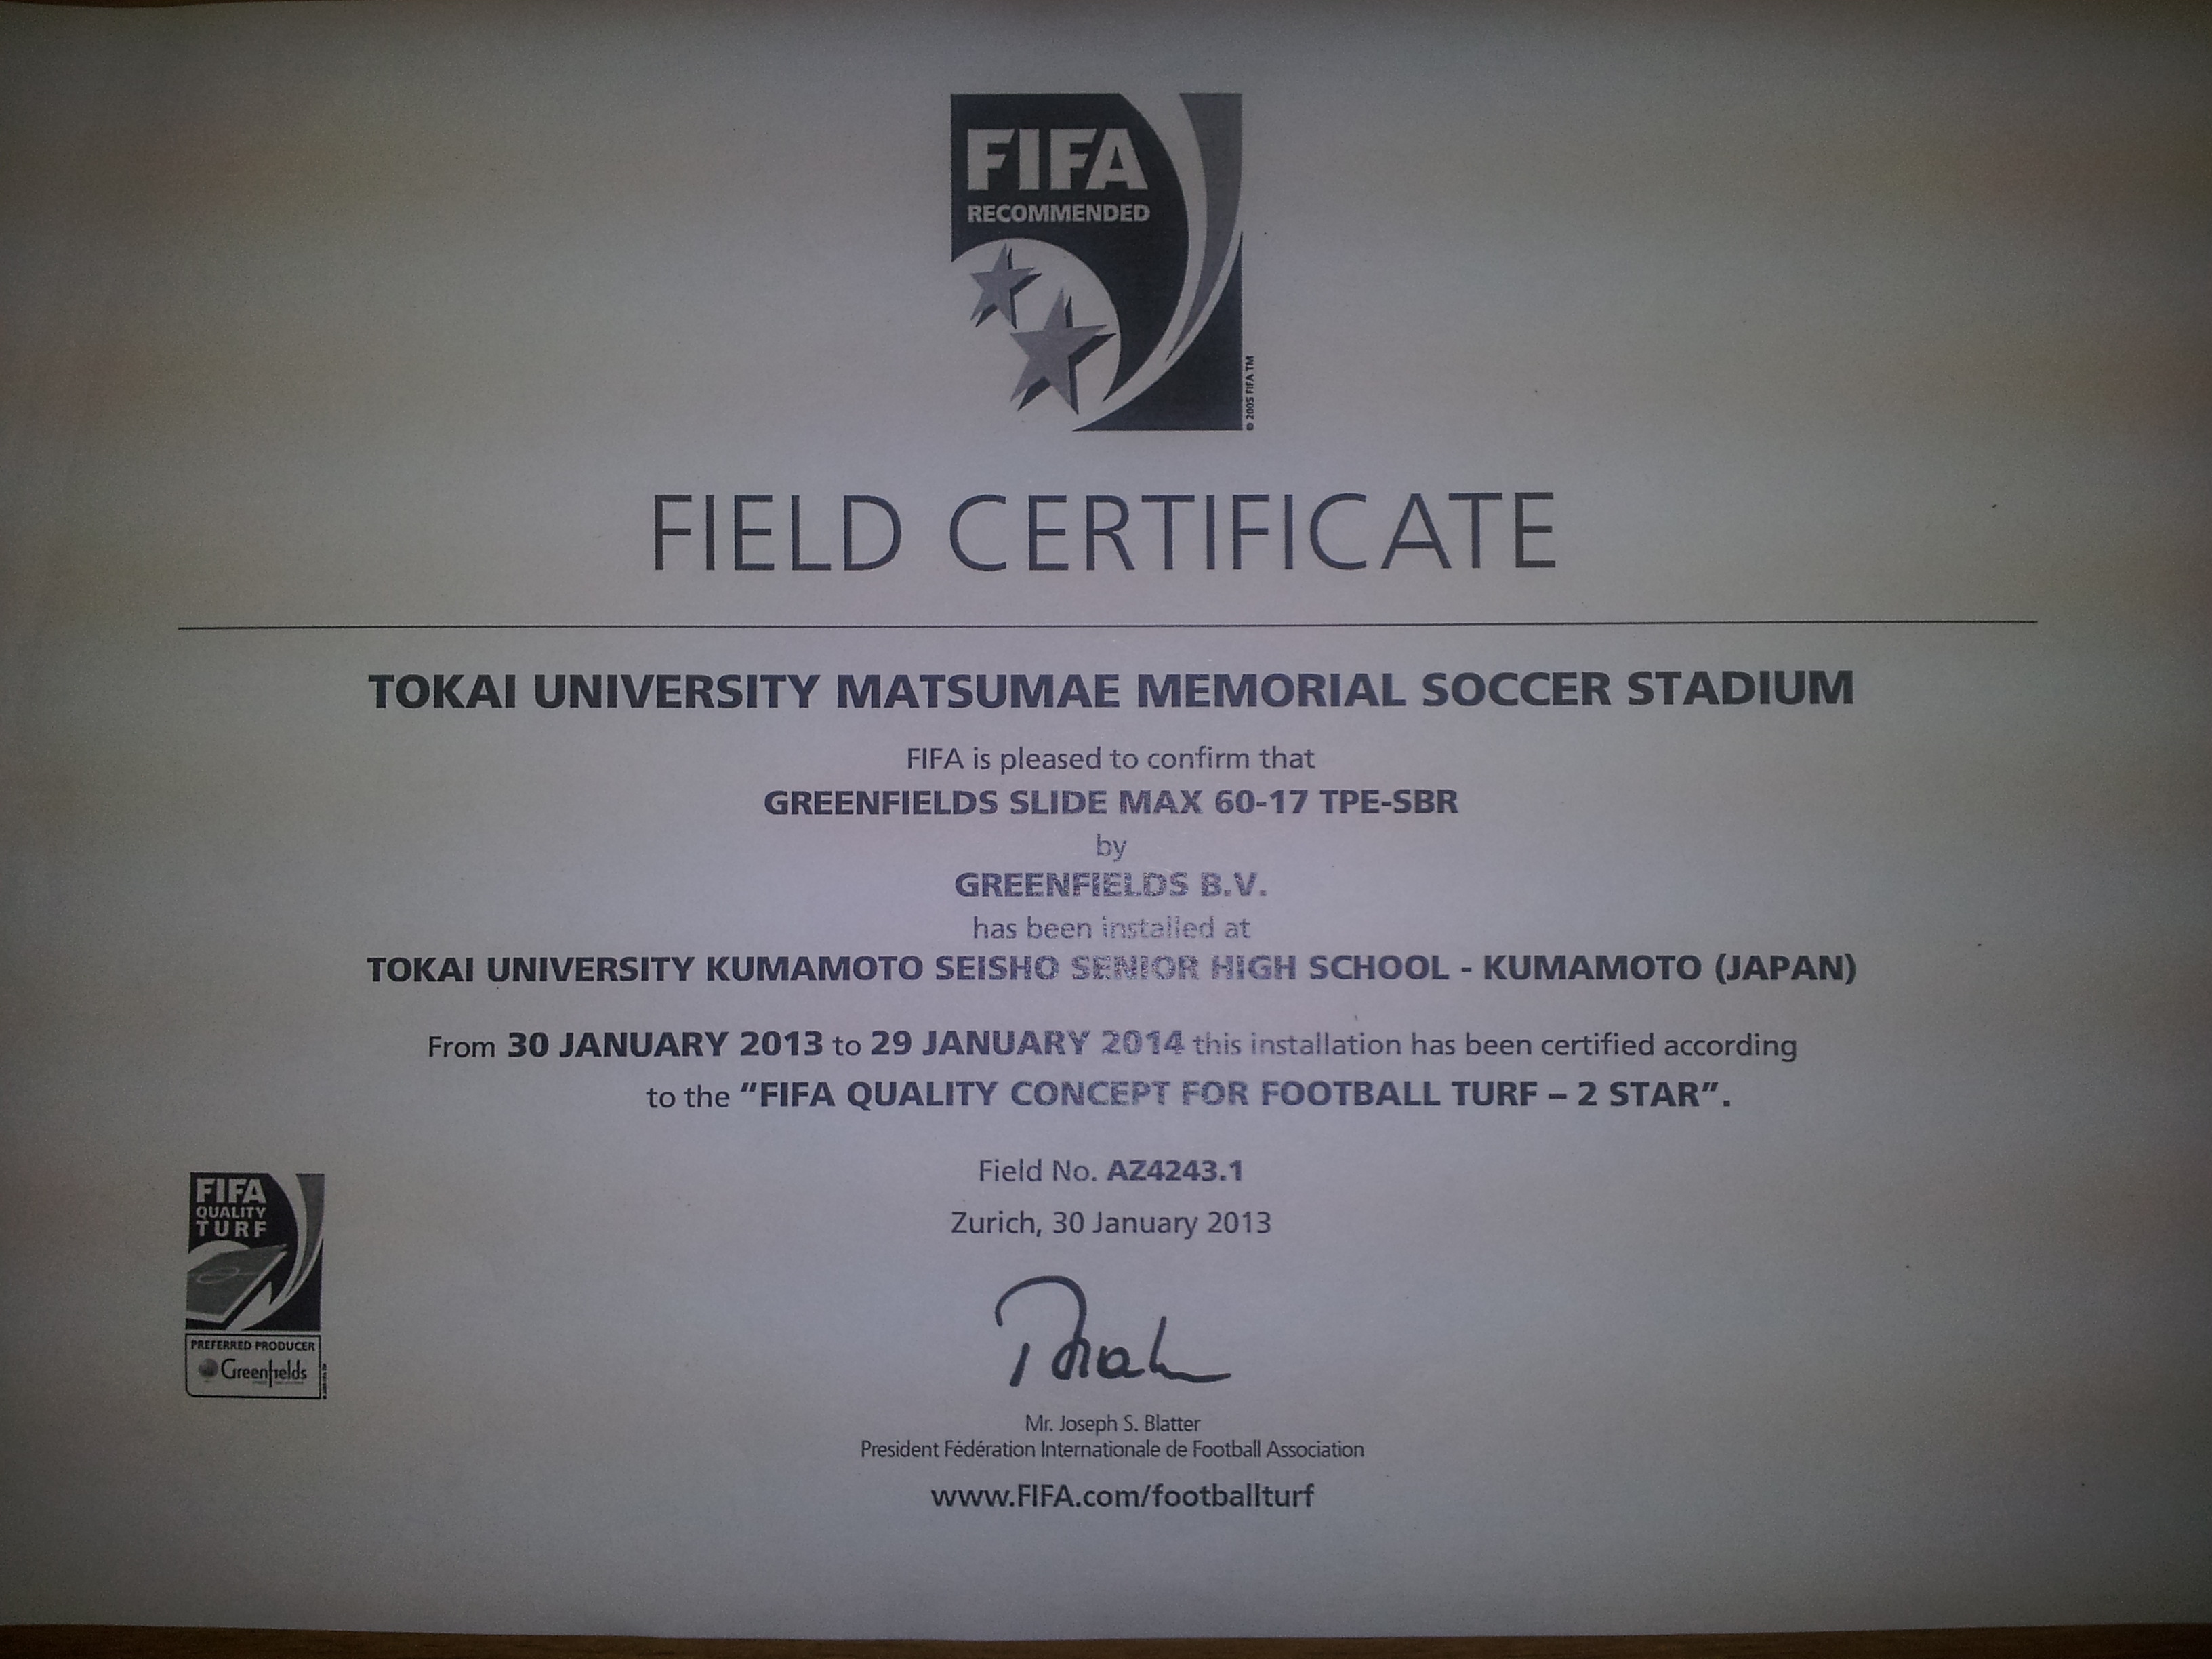 FIFA
RECOMMENDED
© 2005 FIFA TM
FIELD CERTIFICATE
TOKAI UNIVERSITY MATSUMAE MEMORIAL SOCCER STADIUM
FIFA is pleased to confirm that
GREENFIELDS SLIDE MAX 60-17 TPE-SBR
by
GREENFIELDS B.V.
has been installed at
TOKAI UNIVERSITY KUMAMOTO SEISHO SENIOR HIGH SCHOOL - KUMAMOTO (JAPAN)
From 30 JANUARY 2013 to 29 JANUARY 2014 this installation has been certified according
to the “FIFA QUALITY CONCEPT FOR FOOTBALL TURF – 2 STAR”.
Field No. AZ4243.1
Zurich, 30 January 2013
FIFA
QUALITY
TURF
PREFERRED PRODUCER
Greenfields
Mr. Joseph S. Blatter
President Fédération Internationale de Football Association
www.FIFA.com/footballturf